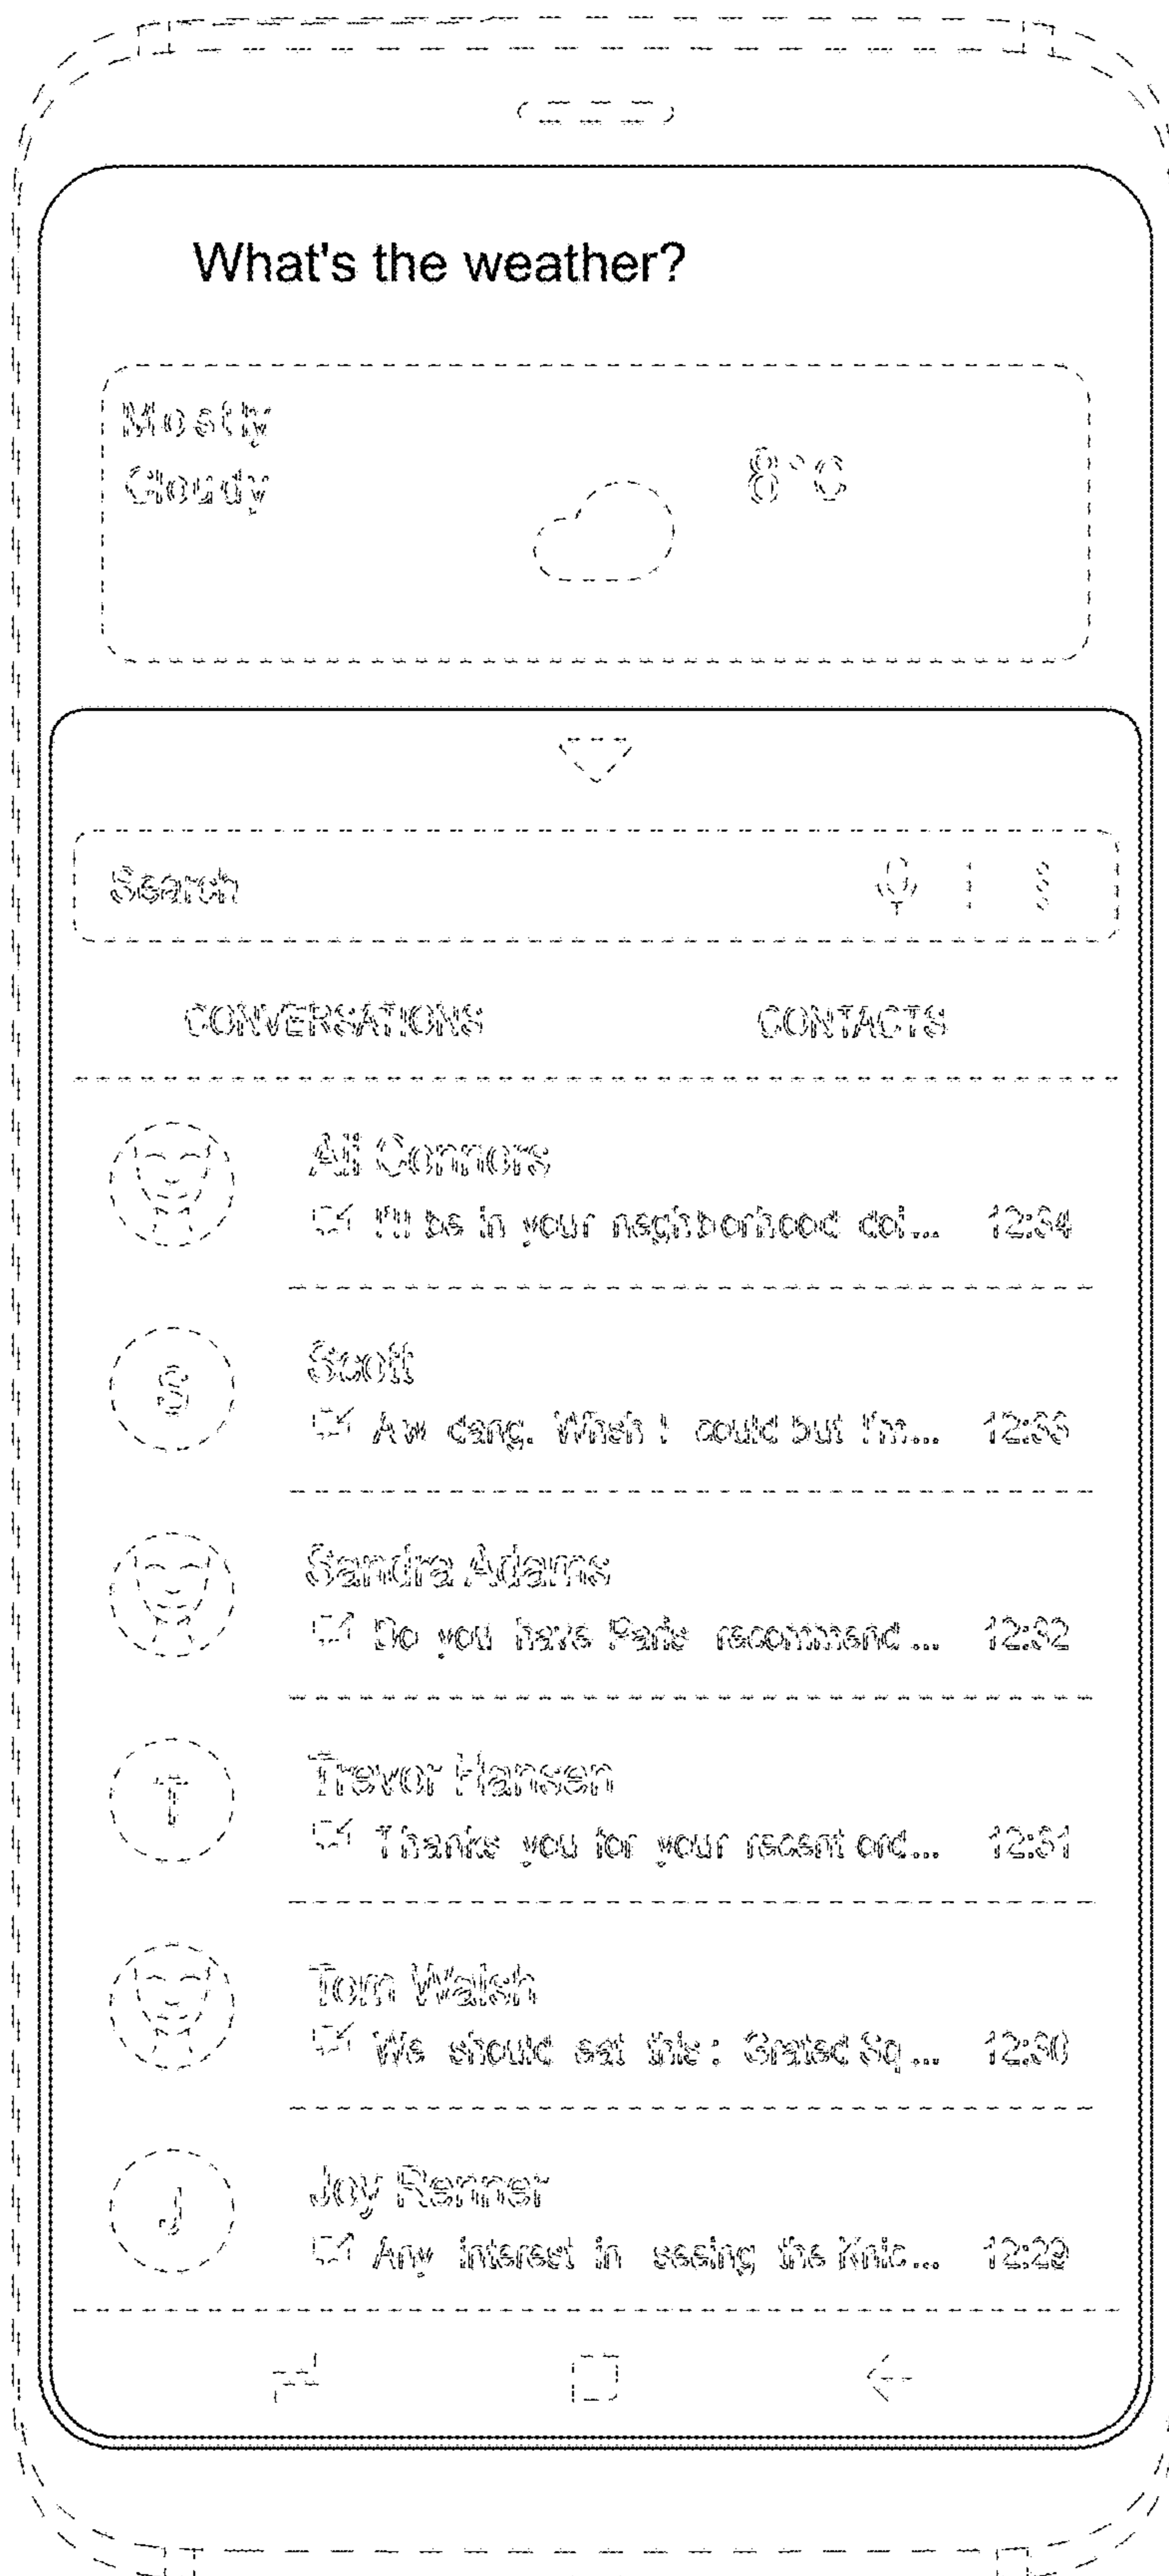 What's the weather?
Mostly
Cloudy
8°C
Search
CONVERSATIONS CONTACTS
Ali Connors
I'll be in your neghborhood doi... 12:34
S
Scott
Aw dang. Wish I could but I'm... 12:33
Sandra Adams
Do you have Paris recommend... 12:32
T
Trevor Hansen
Thanks you for your recent ord... 12:31
Tom Walsh
We should eat this: Grated Sq... 12:30
J
Joy Renner
Any interest in seeing the Knic... 12:29